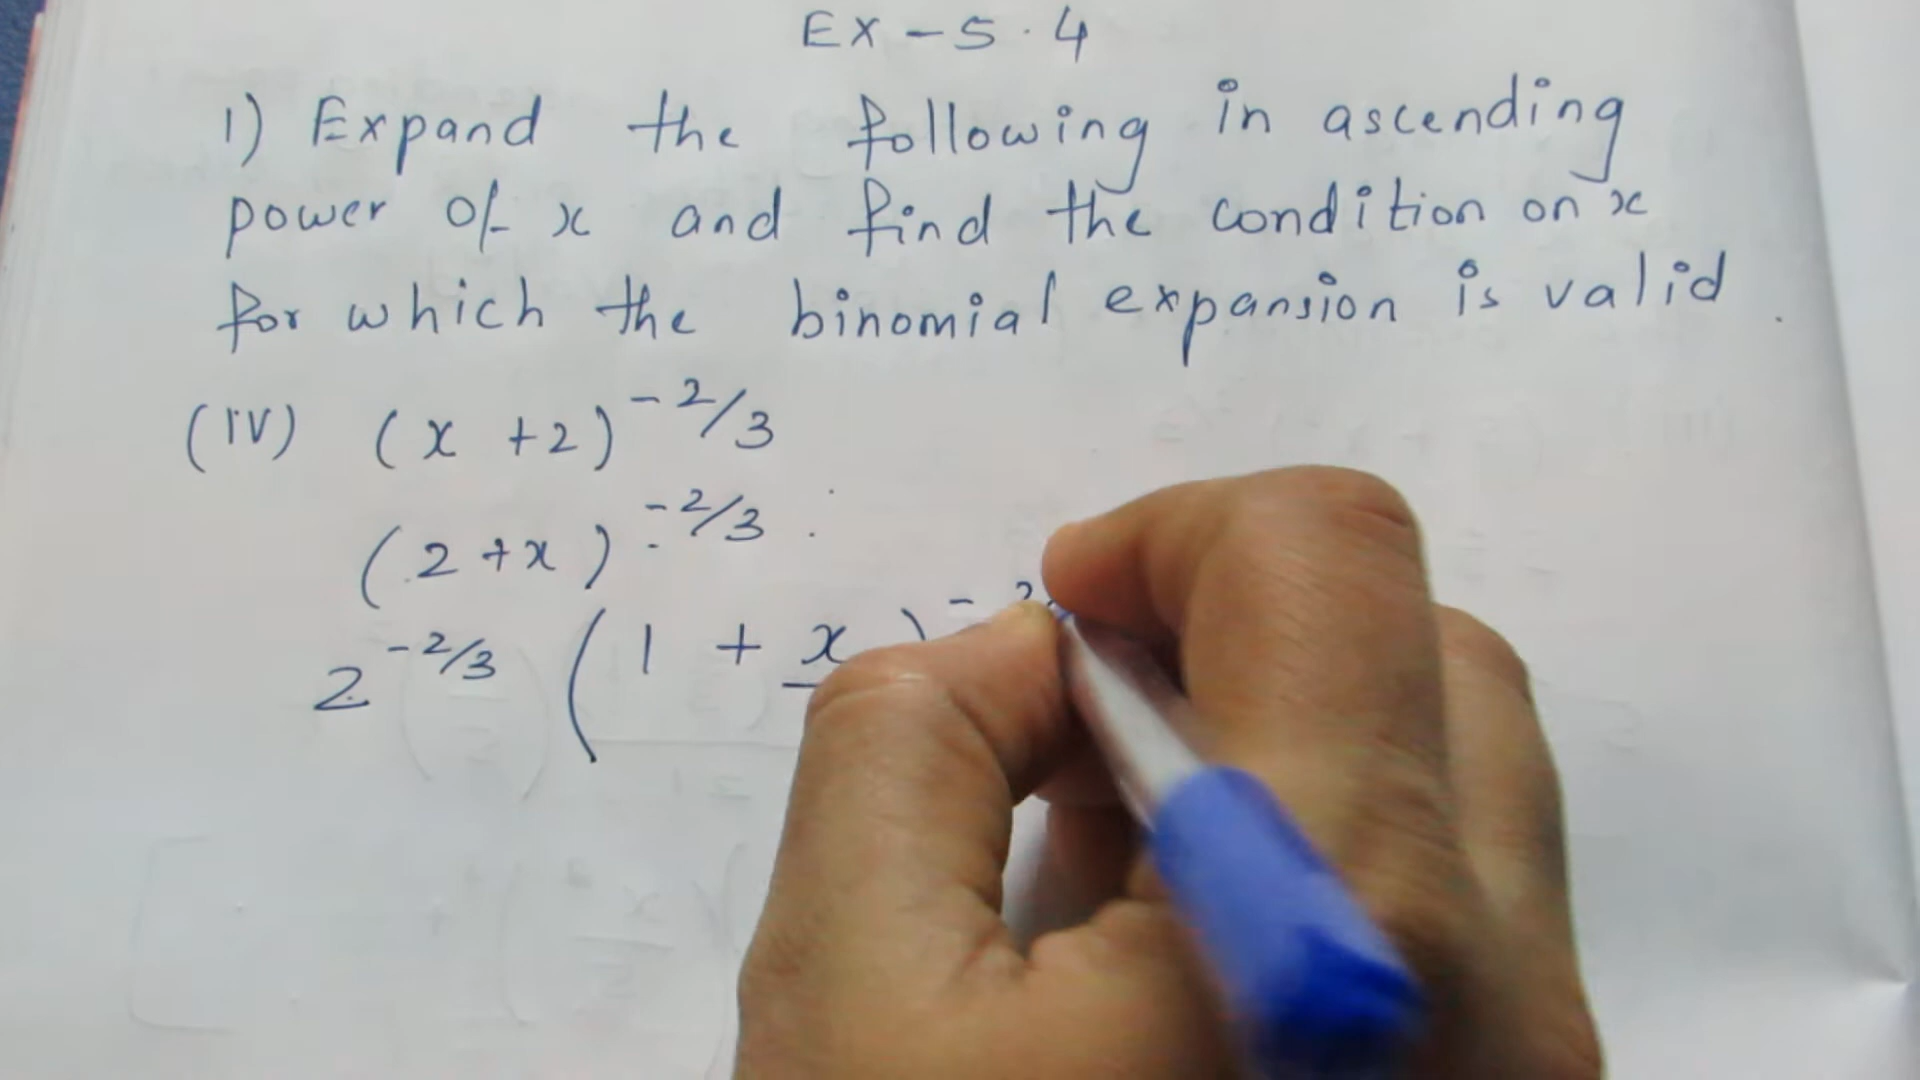 Ex - 5.4
1) Expand the following in ascending
power of x and find the condition on x
for which the binomial expansion is valid.
(iv) (x + 2)^-2/3
(2 + x)^-2/3
2^-2/3 (1 + x ) -